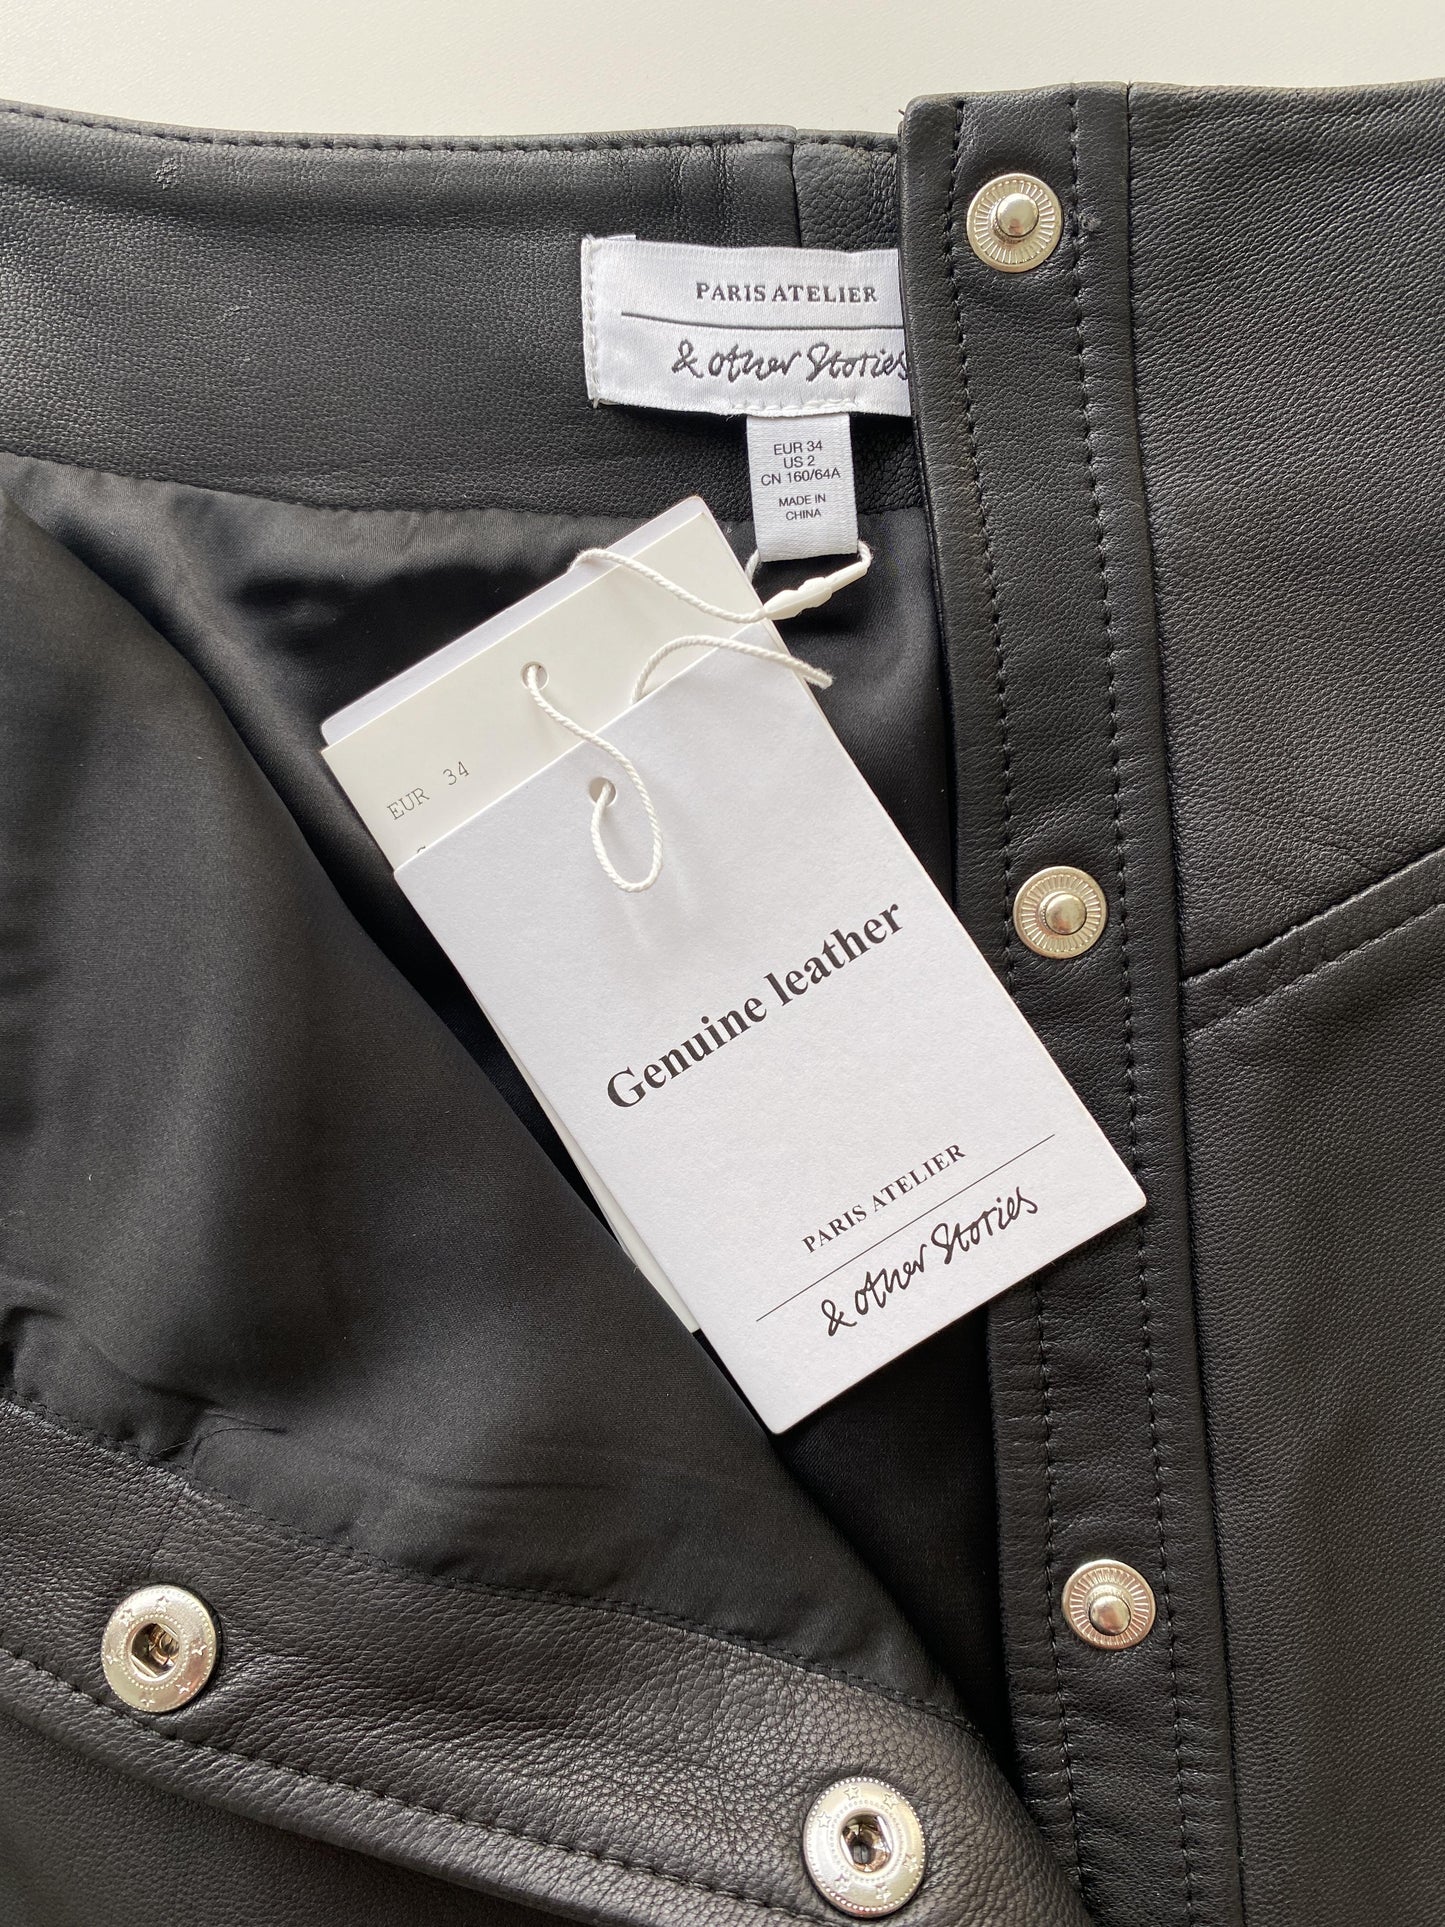 PARIS ATELIER
& other Stories
EUR 34
US 2
CN 160/64A
MADE IN
CHINA
EUR 34
Genuine leather
PARIS ATELIER
& other Stories